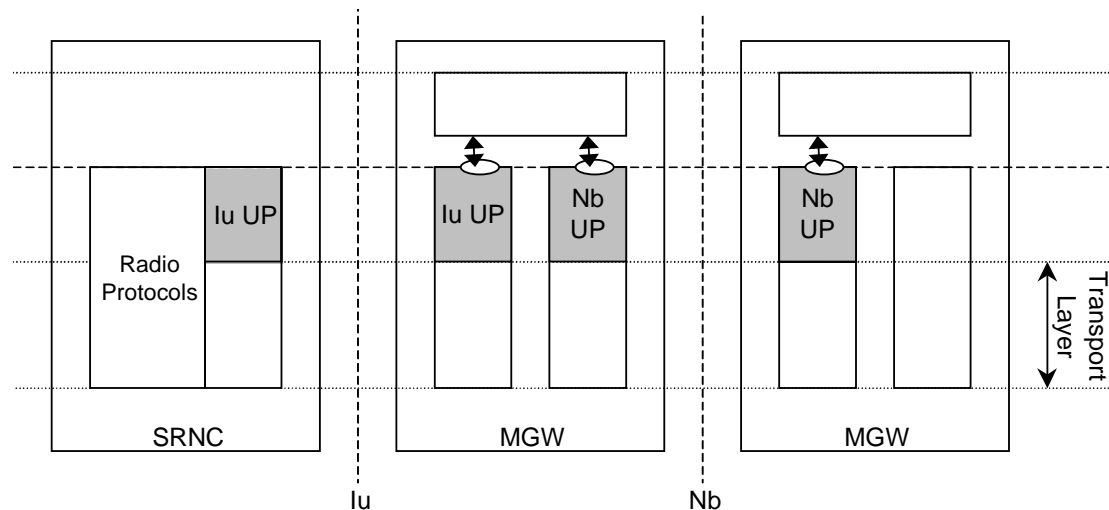 Iu UP
Radio
Protocols
SRNC
Iu
Iu UP
Nb
UP
MGW
Nb
Nb
UP
MGW
Transport
Layer